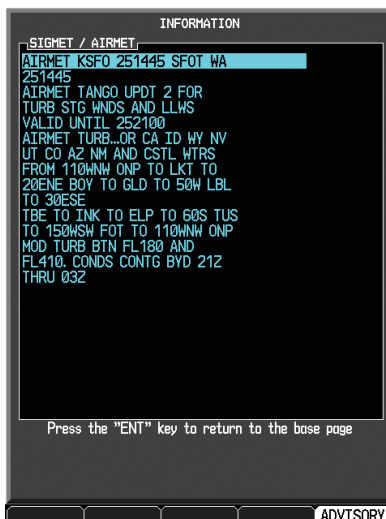 INFORMATION
SIGMET / AIRMET
AIRMET KSFO 251445 SFOT WA
251445
AIRMET TANGO UPDT 2 FOR
TURB STG WNDS AND LLWS
VALID UNTIL 252100
AIRMET TURB...OR CA ID WY NV
UT CO AZ NM AND CSTL WTRS
FROM 110WNW ONP TO LKT TO
20ENE BOY TO GLD TO 50W LBL
TO 30ESE
TBE TO INK TO ELP TO 60S TUS
TO 150WSW FOT TO 110WNW ONP
MOD TURB BTN FL180 AND
FL410. CONDS CONTG BYD 21Z
THRU 03Z
Press the "ENT" key to return to the base page
ADVISORY